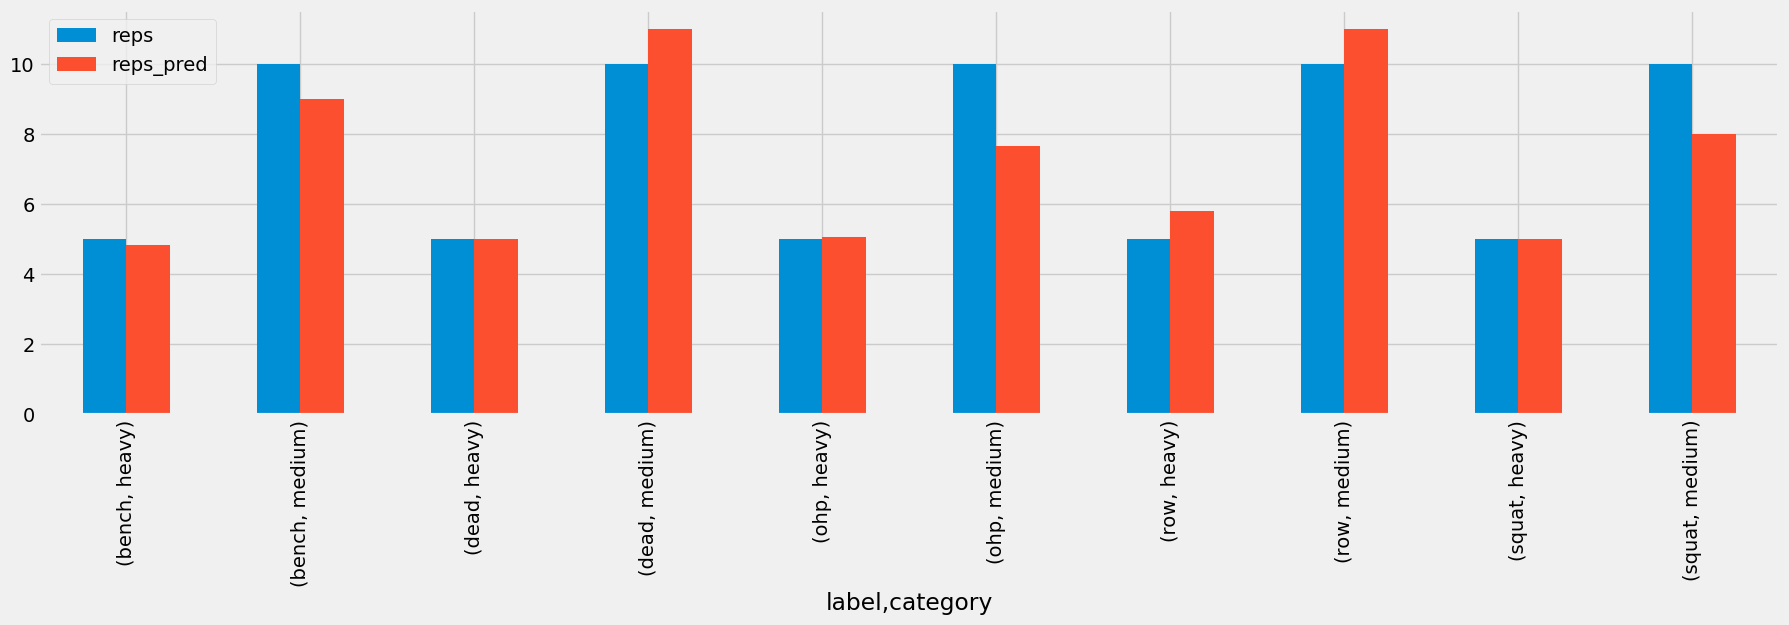 reps
reps_pred
10
8
6
4
2
0
(bench, heavy)
(bench, medium)
(dead, heavy)
(dead, medium)
(ohp, heavy)
(ohp, medium)
(row, heavy)
(row, medium)
(squat, heavy)
(squat, medium)
label,category